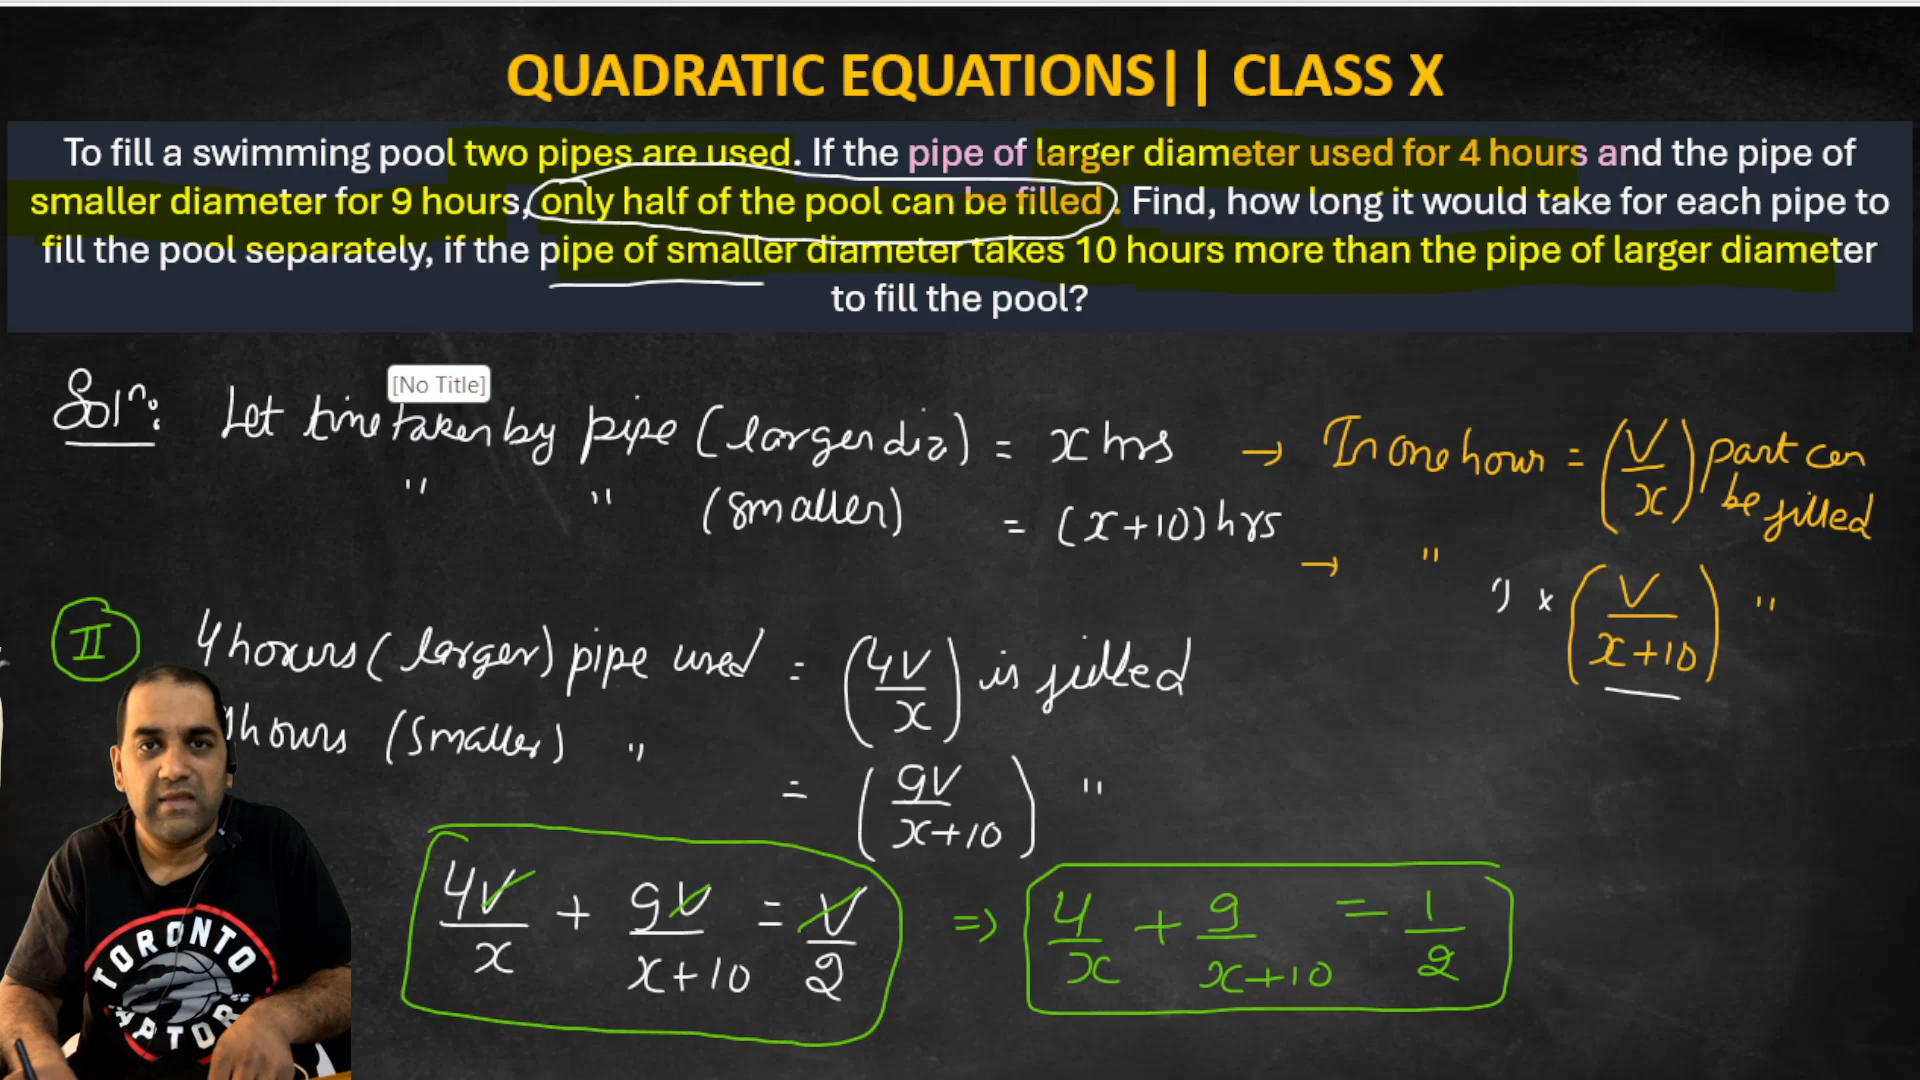 QUADRATIC EQUATIONS|| CLASS X
To fill a swimming pool two pipes are used. If the pipe of larger diameter used for 4 hours and the pipe of
smaller diameter for 9 hours, only half of the pool can be filled. Find, how long it would take for each pipe to
fill the pool separately, if the pipe of smaller diameter takes 10 hours more than the pipe of larger diameter
to fill the pool?
[No Title]
Solⁿ: Let time taken by pipe (larger dia) = x hrs → In one hour = (V/x) part can be filled
" " (smaller) = (x+10) hrs
→ " " × (V/(x+10)) "
II 4 hours (larger) pipe used = (4V/x) is filled
hours (smaller) " = (9V/(x+10)) "
4V/x + 9V/(x+10) = V/2 => 4/x + 9/(x+10) = 1/2
TORONTO
RAPTORS